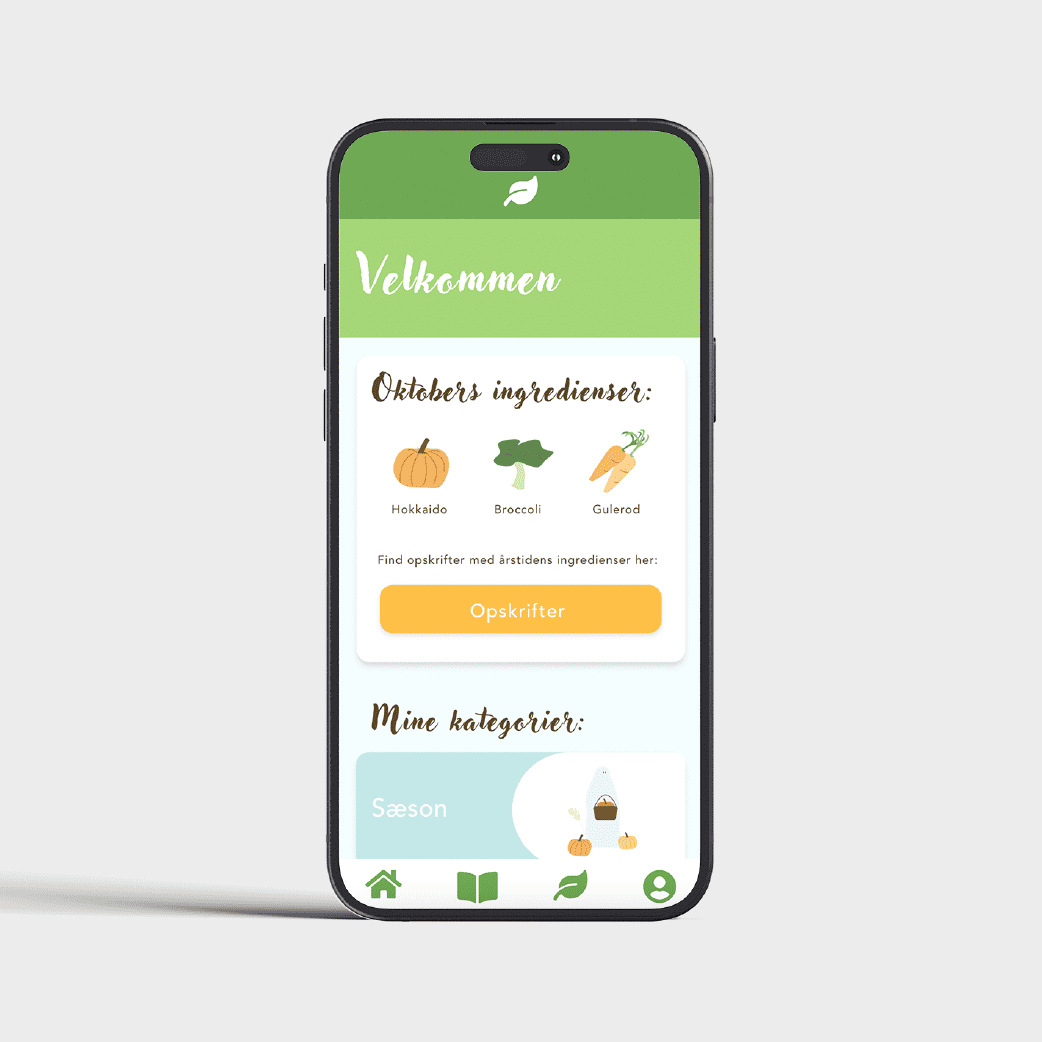 Velkommen
Oktobers ingredienser:
Hokkaido Broccoli Gulerod
Find opskrifter med årstidens ingredienser her:
Opskrifter
Mine kategorier:
Sæson